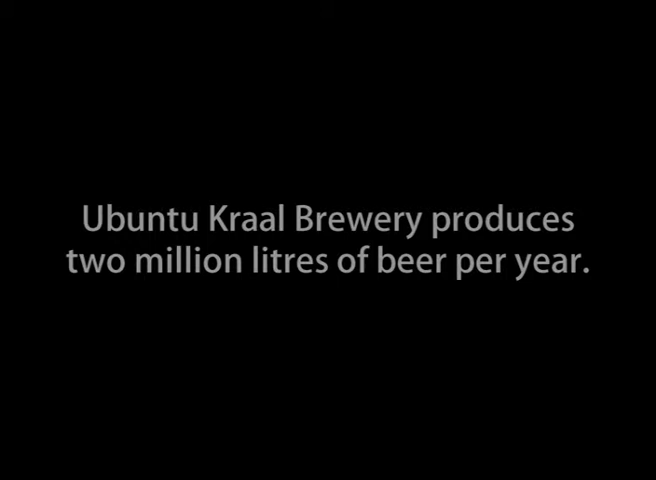 Ubuntu Kraal Brewery produces
two million litres of beer per year.